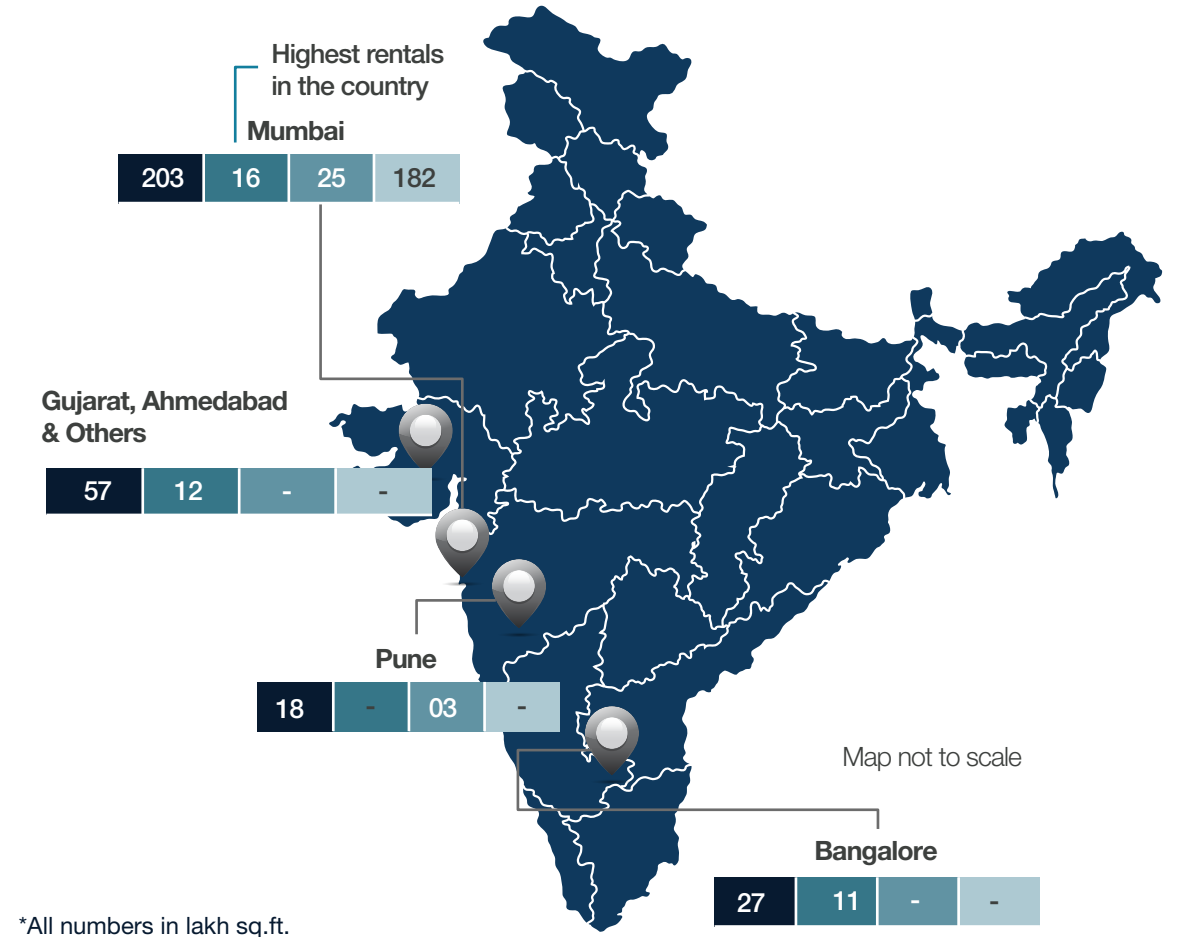 Highest rentals
in the country
Mumbai
203 16 25 182
Gujarat, Ahmedabad
& Others
57 12 - -
Pune
18 - 03 -
Map not to scale
Bangalore
27 11 - -
*All numbers in lakh sq.ft.